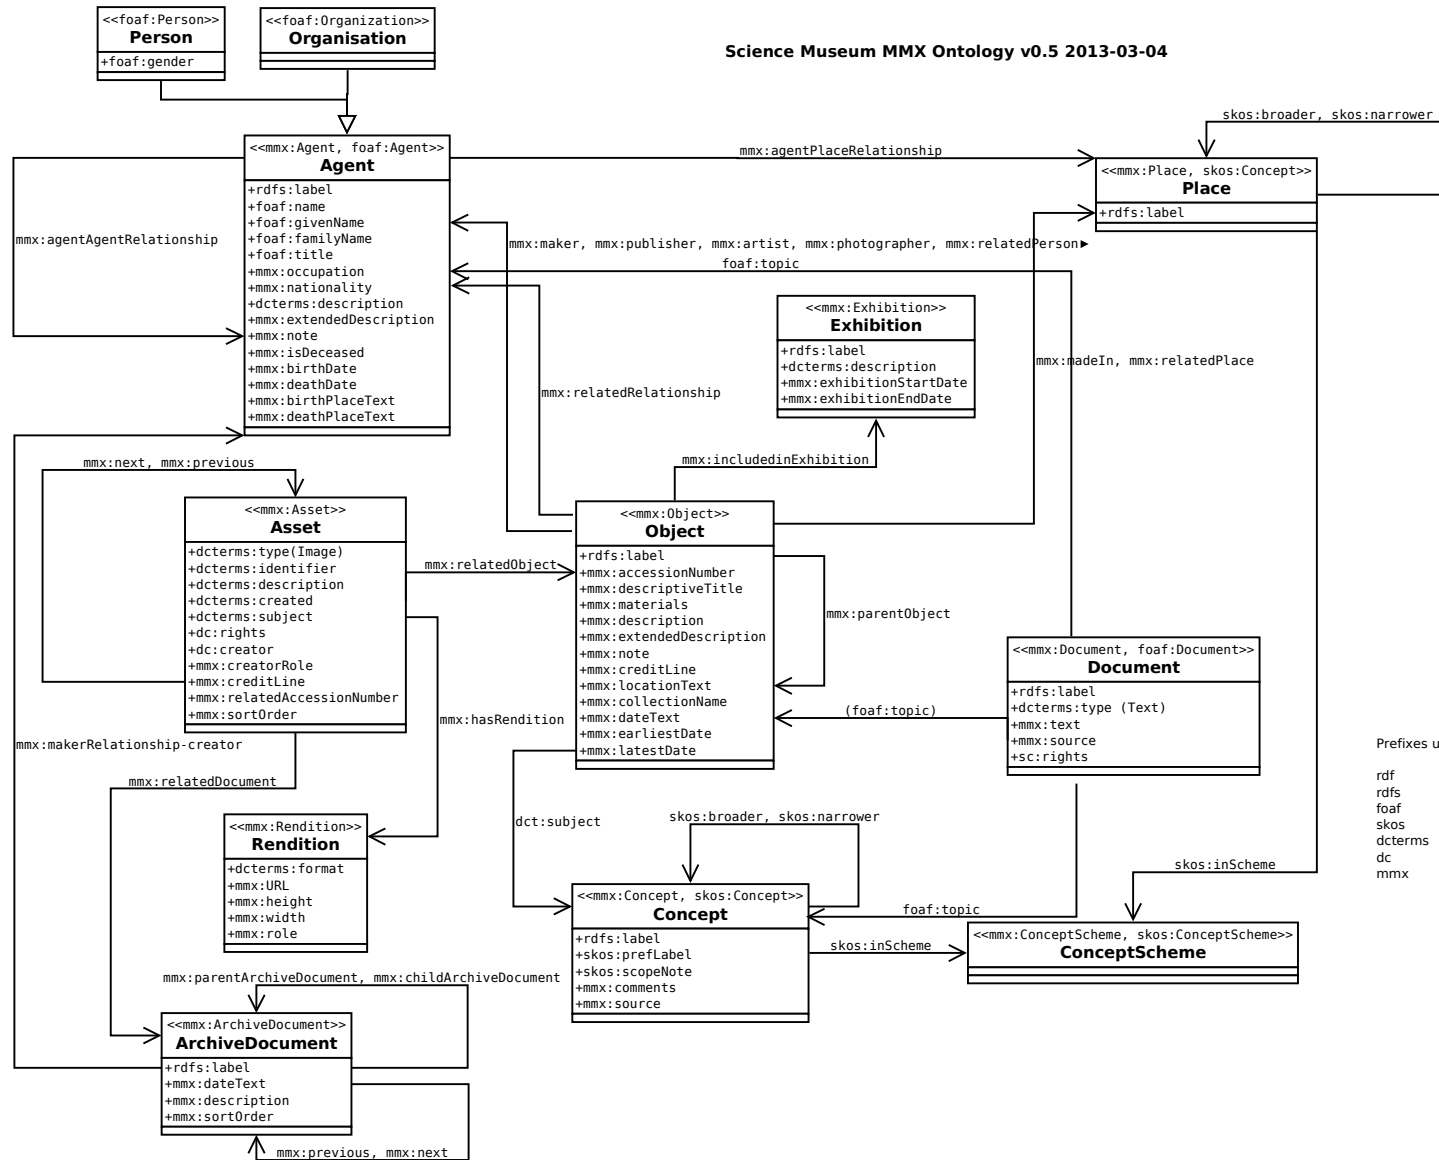 <<foaf:Person>>
Person
+foaf:gender
<<foaf:Organization>>
Organisation
Science Museum MMX Ontology v0.5 2013-03-04
skos:broader, skos:narrower
<<mmx:Agent, foaf:Agent>>
Agent
+rdfs:label
+foaf:name
+foaf:givenName
+foaf:familyName
+foaf:title
+mmx:occupation
+mmx:nationality
+dcterms:description
+mmx:extendedDescription
+mmx:note
+mmx:isDeceased
+mmx:birthDate
+mmx:deathDate
+mmx:birthPlaceText
+mmx:deathPlaceText
mmx:agentPlaceRelationship
<<mmx:Place, skos:Concept>>
Place
+rdfs:label
mmx:agentAgentRelationship
mmx:maker, mmx:publisher, mmx:artist, mmx:photographer, mmx:relatedPerson▶
foaf:topic
<<mmx:Exhibition>>
Exhibition
+rdfs:label
+dcterms:description
+mmx:exhibitionStartDate
+mmx:exhibitionEndDate
mmx:madeIn, mmx:relatedPlace
mmx:relatedRelationship
mmx:includedinExhibition
mmx:next, mmx:previous
<<mmx:Asset>>
Asset
+dcterms:type(Image)
+dcterms:identifier
+dcterms:description
+dcterms:created
+dcterms:subject
+dc:rights
+dc:creator
+mmx:creatorRole
+mmx:creditLine
+mmx:relatedAccessionNumber
+mmx:sortOrder
mmx:relatedObject
<<mmx:Object>>
Object
+rdfs:label
+mmx:accessionNumber
+mmx:descriptiveTitle
+mmx:materials
+mmx:description
+mmx:extendedDescription
+mmx:note
+mmx:creditLine
+mmx:locationText
+mmx:collectionName
+mmx:dateText
+mmx:earliestDate
+mmx:latestDate
mmx:parentObject
<<mmx:Document, foaf:Document>>
Document
+rdfs:label
+dcterms:type (Text)
+mmx:text
+mmx:source
+sc:rights
(foaf:topic)
mmx:hasRendition
mmx:makerRelationship-creator
mmx:relatedDocument
Prefixes u
rdf
rdfs
foaf
skos
dcterms
dc
mmx
<<mmx:Rendition>>
Rendition
+dcterms:format
+mmx:URL
+mmx:height
+mmx:width
+mmx:role
dct:subject
skos:broader, skos:narrower
skos:inScheme
<<mmx:Concept, skos:Concept>>
Concept
+rdfs:label
+skos:prefLabel
+skos:scopeNote
+mmx:comments
+mmx:source
foaf:topic
skos:inScheme
<<mmx:ConceptScheme, skos:ConceptScheme>>
ConceptScheme
mmx:parentArchiveDocument, mmx:childArchiveDocument
<<mmx:ArchiveDocument>>
ArchiveDocument
+rdfs:label
+mmx:dateText
+mmx:description
+mmx:sortOrder
mmx:previous, mmx:next